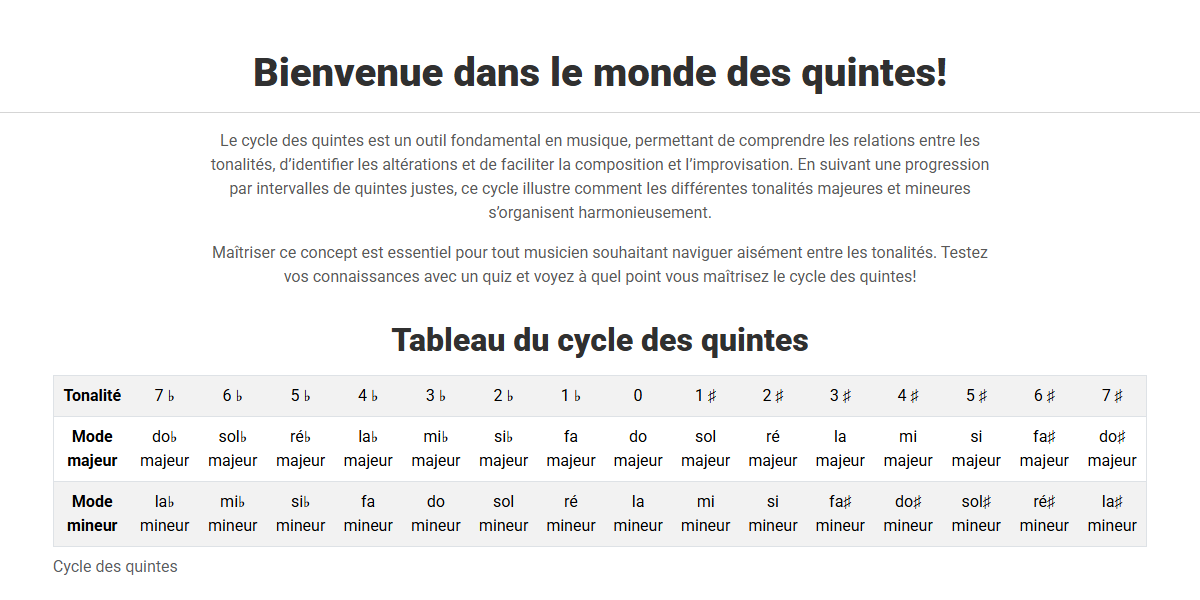 Bienvenue dans le monde des quintes!
Le cycle des quintes est un outil fondamental en musique, permettant de comprendre les relations entre les
tonalités, d’identifier les altérations et de faciliter la composition et l’improvisation. En suivant une progression
par intervalles de quintes justes, ce cycle illustre comment les différentes tonalités majeures et mineures
s’organisent harmonieusement.
Maîtriser ce concept est essentiel pour tout musicien souhaitant naviguer aisément entre les tonalités. Testez
vos connaissances avec un quiz et voyez à quel point vous maîtrisez le cycle des quintes!
Tableau du cycle des quintes
Tonalité 7 ♭ 6 ♭ 5 ♭ 4 ♭ 3 ♭ 2 ♭ 1 ♭ 0 1 ♯ 2 ♯ 3 ♯ 4 ♯ 5 ♯ 6 ♯ 7 ♯
Mode do♭ sol♭ ré♭ la♭ mi♭ si♭ fa do sol ré la mi si fa♯ do♯
majeur majeur majeur majeur majeur majeur majeur majeur majeur majeur majeur majeur majeur majeur majeur majeur
Mode la♭ mi♭ si♭ fa do sol ré la mi si fa♯ do♯ sol♯ ré♯ la♯
mineur mineur mineur mineur mineur mineur mineur mineur mineur mineur mineur mineur mineur mineur mineur mineur
Cycle des quintes